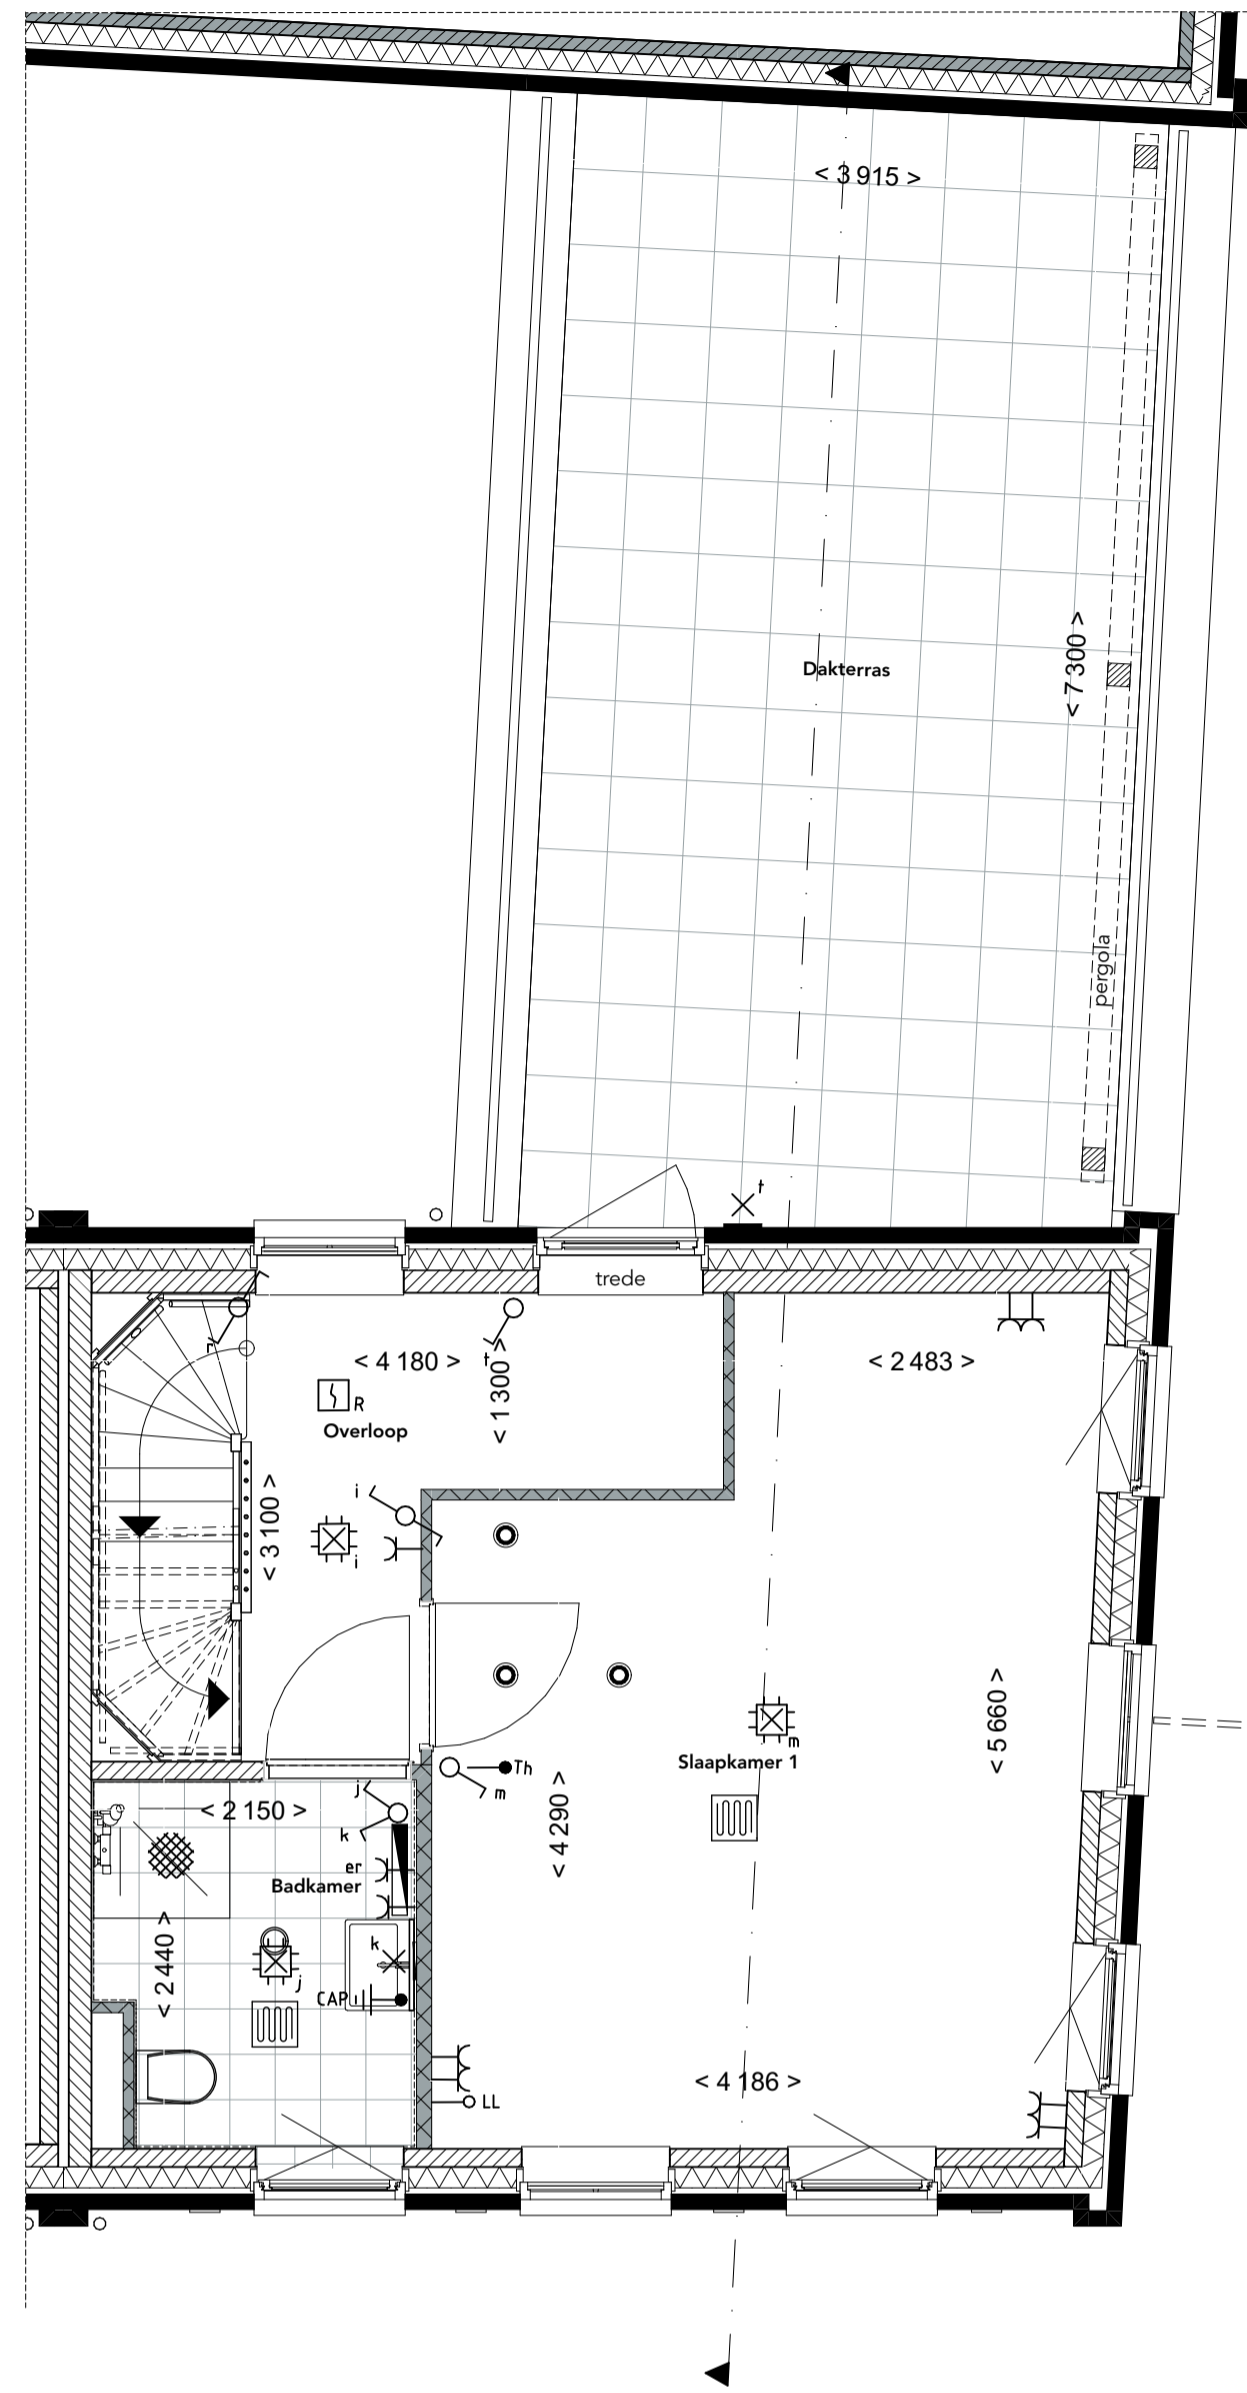 < 3 915 >
Dakterras
< 7 300 >
pergola
t
trede
< 4 180 >
t
< 1 300 >
< 2 483 >
R
Overloop
i
< 3 100 >
i
m
Slaapkamer 1
< 5 660 >
Th
m
j
< 2 150 >
k
< 4 290 >
er
Badkamer
< 2 440 >
k
j
CAP
< 4 186 >
LL